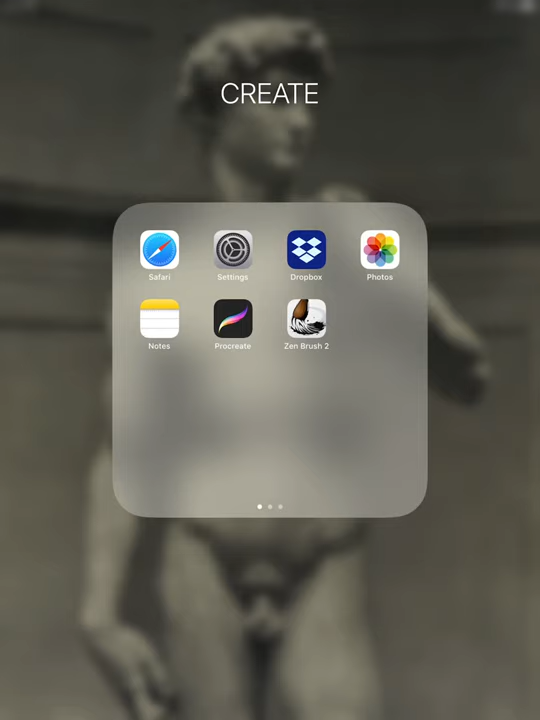 CREATE
Safari
Settings
Dropbox
Photos
Notes
Procreate
Zen Brush 2